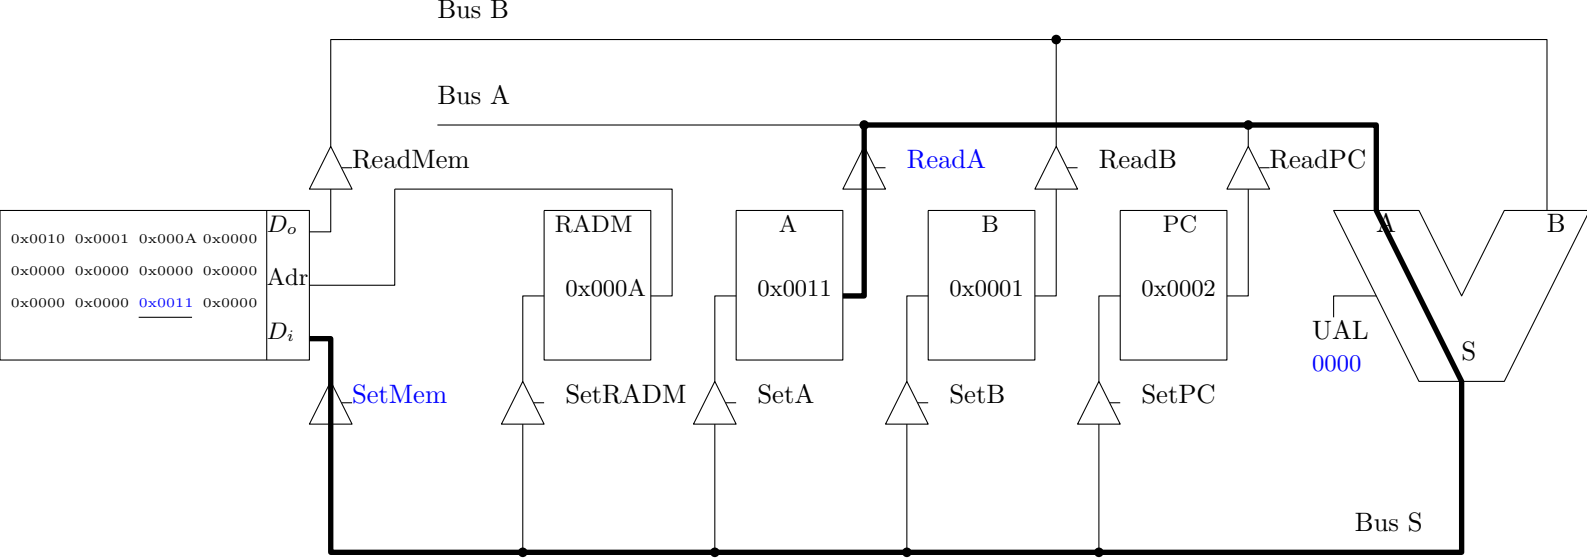 Bus B
Bus A
ReadMem
ReadA
ReadB
ReadPC
Do
RADM
A
B
PC
A
B
0x0010 0x0001 0x000A 0x0000
0x0000 0x0000 0x0000 0x0000
Adr
0x000A
0x0011
0x0001
0x0002
0x0000 0x0000 0x0011 0x0000
Di
UAL
S
0000
SetMem
SetRADM
SetA
SetB
SetPC
Bus S